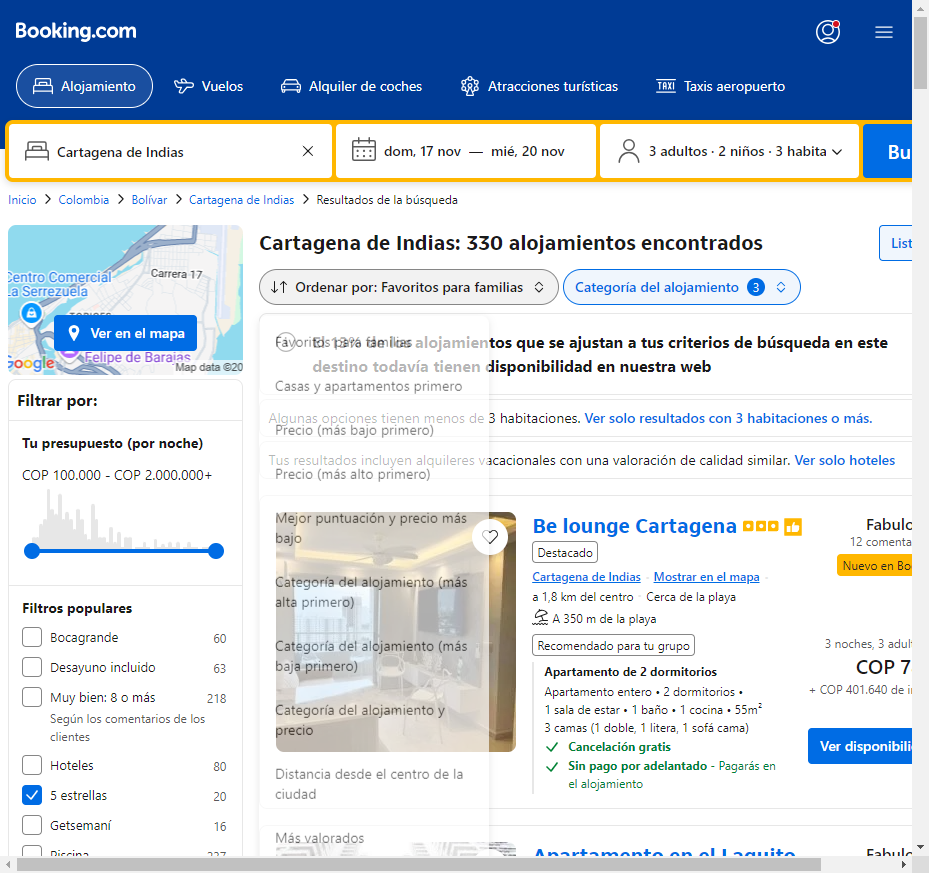 Booking.com
Alojamiento
Vuelos
Alquiler de coches
Atracciones turísticas
TAXI Taxis aeropuerto
Cartagena de Indias
dom, 17 nov — mié, 20 nov
3 adultos · 2 niños · 3 habita
Bu
Inicio > Colombia > Bolívar > Cartagena de Indias > Resultados de la búsqueda
Centro Comercial
La Serrezuela
Carrera 17
Ver en el mapa
Felipe de Barajas
Google
Map data ©20
Cartagena de Indias: 330 alojamientos encontrados
List
Ordenar por: Favoritos para familias
Categoría del alojamiento 3
Favoritos para familias
Casas y apartamentos primero
Precio (más bajo primero)
Precio (más alto primero)
Mejor puntuación y precio más
bajo
Categoría del alojamiento (más
alta primero)
Categoría del alojamiento (más
baja primero)
Categoría del alojamiento y
precio
Distancia desde el centro de la
ciudad
Más valorados
de los alojamientos que se ajustan a tus criterios de búsqueda en este
destino todavía tienen disponibilidad en nuestra web
Algunas opciones tienen menos de 3 habitaciones. Ver solo resultados con 3 habitaciones o más.
Tus resultados incluyen alquileres vacacionales con una valoración de calidad similar. Ver solo hoteles
Filtrar por:
Tu presupuesto (por noche)
COP 100.000 - COP 2.000.000+
Filtros populares
Bocagrande 60
Desayuno incluido 63
Muy bien: 8 o más 218
Según los comentarios de los
clientes
Hoteles 80
5 estrellas 20
Getsemaní 16
Piscina 227
Be lounge Cartagena
Destacado
Cartagena de Indias · Mostrar en el mapa ·
a 1,8 km del centro · Cerca de la playa
A 350 m de la playa
Recomendado para tu grupo
Apartamento de 2 dormitorios
Apartamento entero • 2 dormitorios •
1 sala de estar • 1 baño • 1 cocina • 55m²
3 camas (1 doble, 1 litera, 1 sofá cama)
Cancelación gratis
Sin pago por adelantado - Pagarás en
el alojamiento
Fabulo
12 comenta
Nuevo en Bo
3 noches, 3 adult
COP 7
+ COP 401.640 de i
Ver disponibili
Apartamento en el Laguito
Fabulo